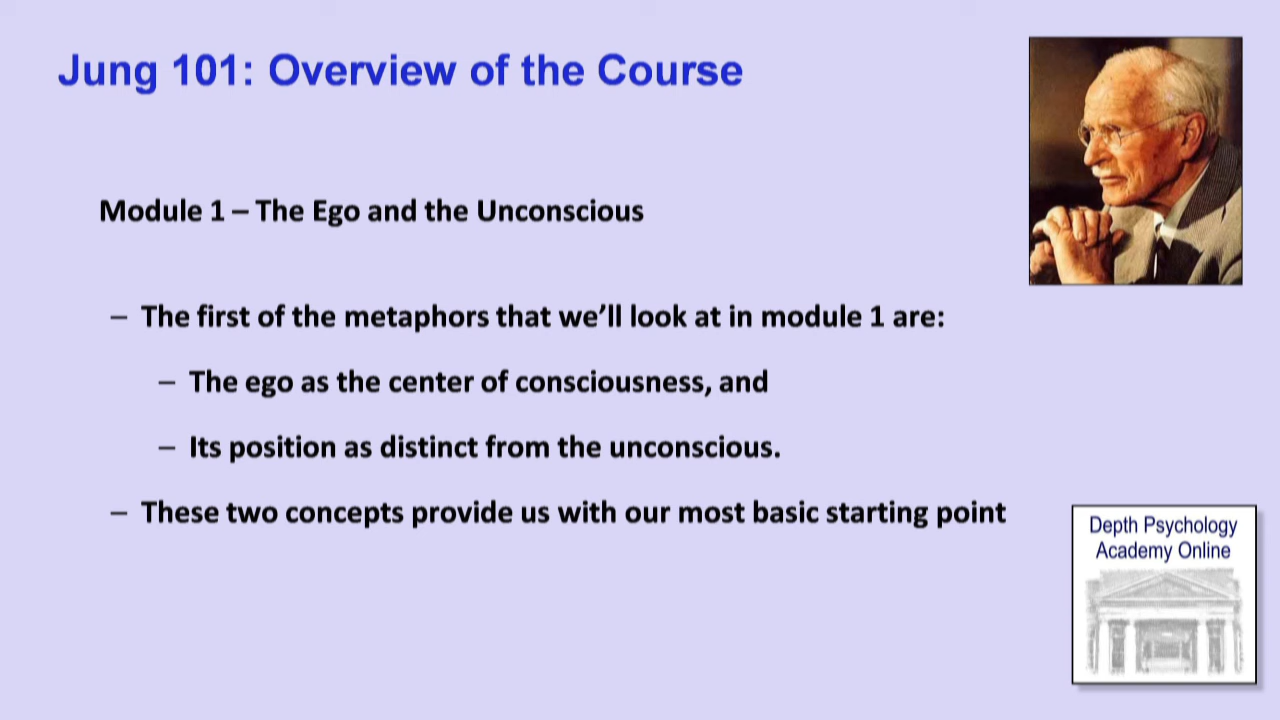 Jung 101: Overview of the Course
Module 1 – The Ego and the Unconscious
– The first of the metaphors that we’ll look at in module 1 are:
– The ego as the center of consciousness, and
– Its position as distinct from the unconscious.
– These two concepts provide us with our most basic starting point
Depth Psychology
Academy Online